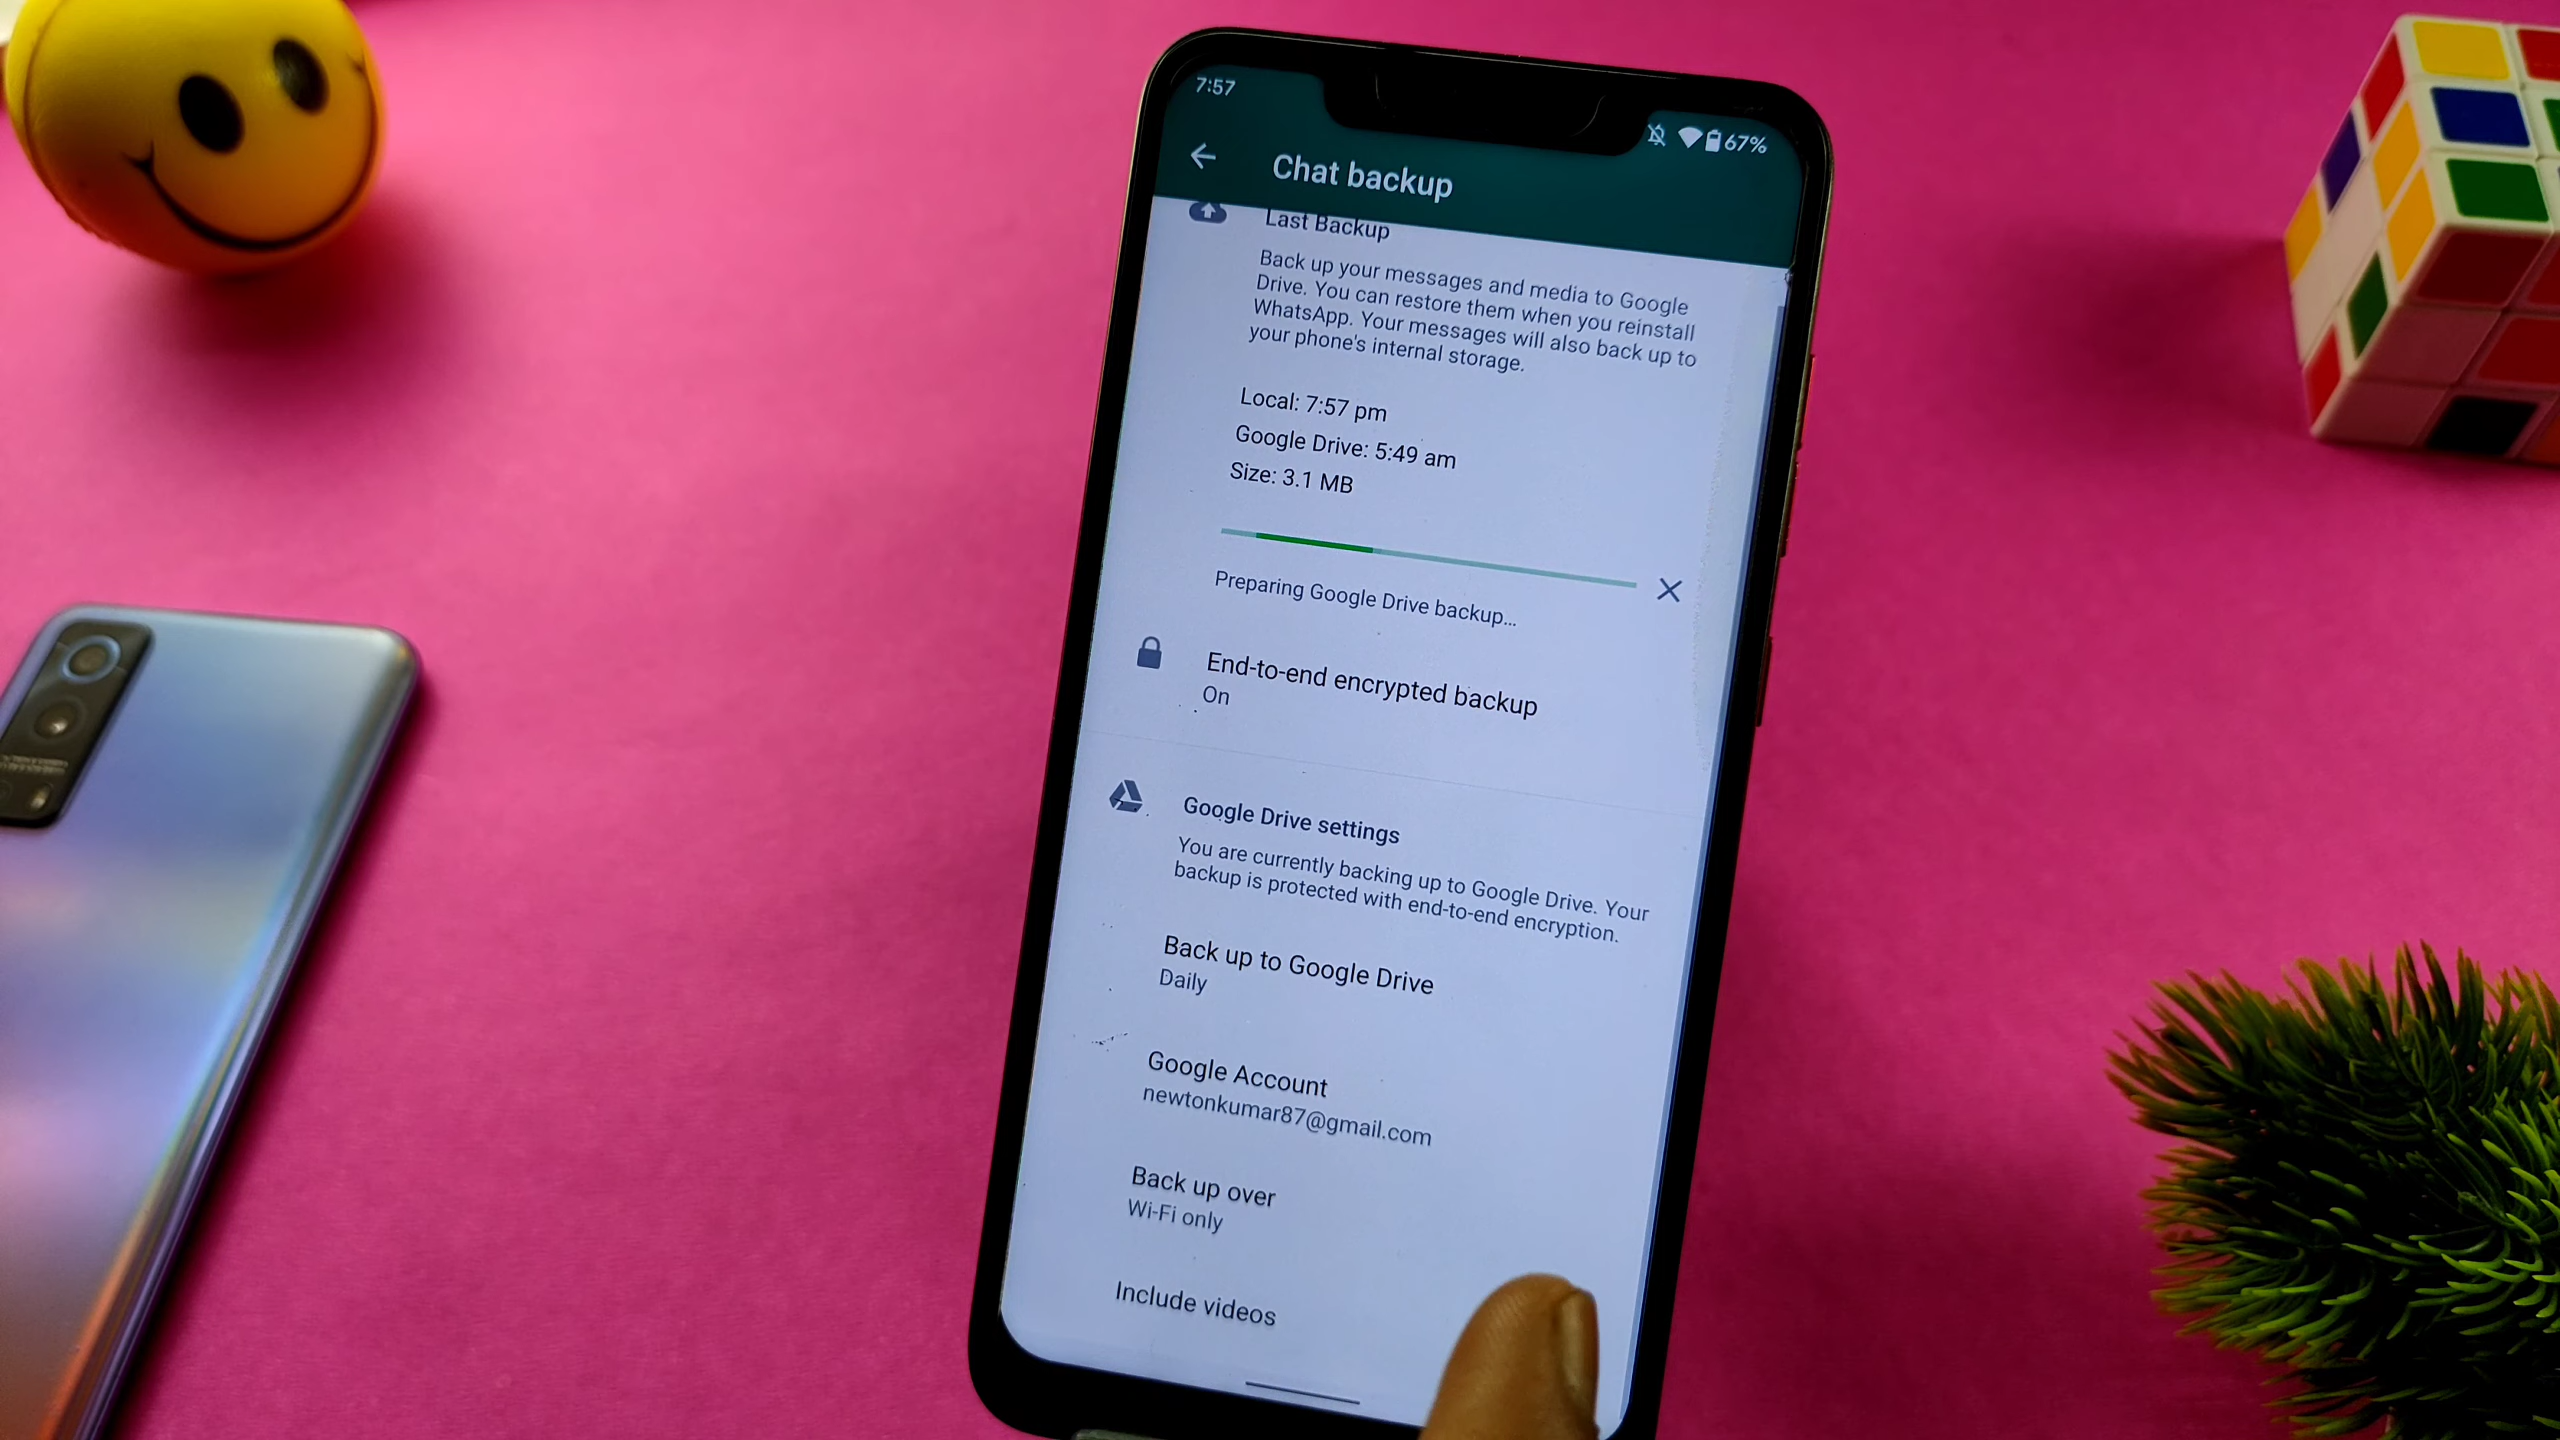 7:57
67%
Chat backup
Last Backup
Back up your messages and media to Google
Drive. You can restore them when you reinstall
WhatsApp. Your messages will also back up to
your phone's internal storage.
Local: 7:57 pm
Google Drive: 5:49 am
Size: 3.1 MB
Preparing Google Drive backup...
End-to-end encrypted backup
On
Google Drive settings
You are currently backing up to Google Drive. Your
backup is protected with end-to-end encryption.
Back up to Google Drive
Daily
Google Account
newtonkumar87@gmail.com
Back up over
Wi-Fi only
Include videos